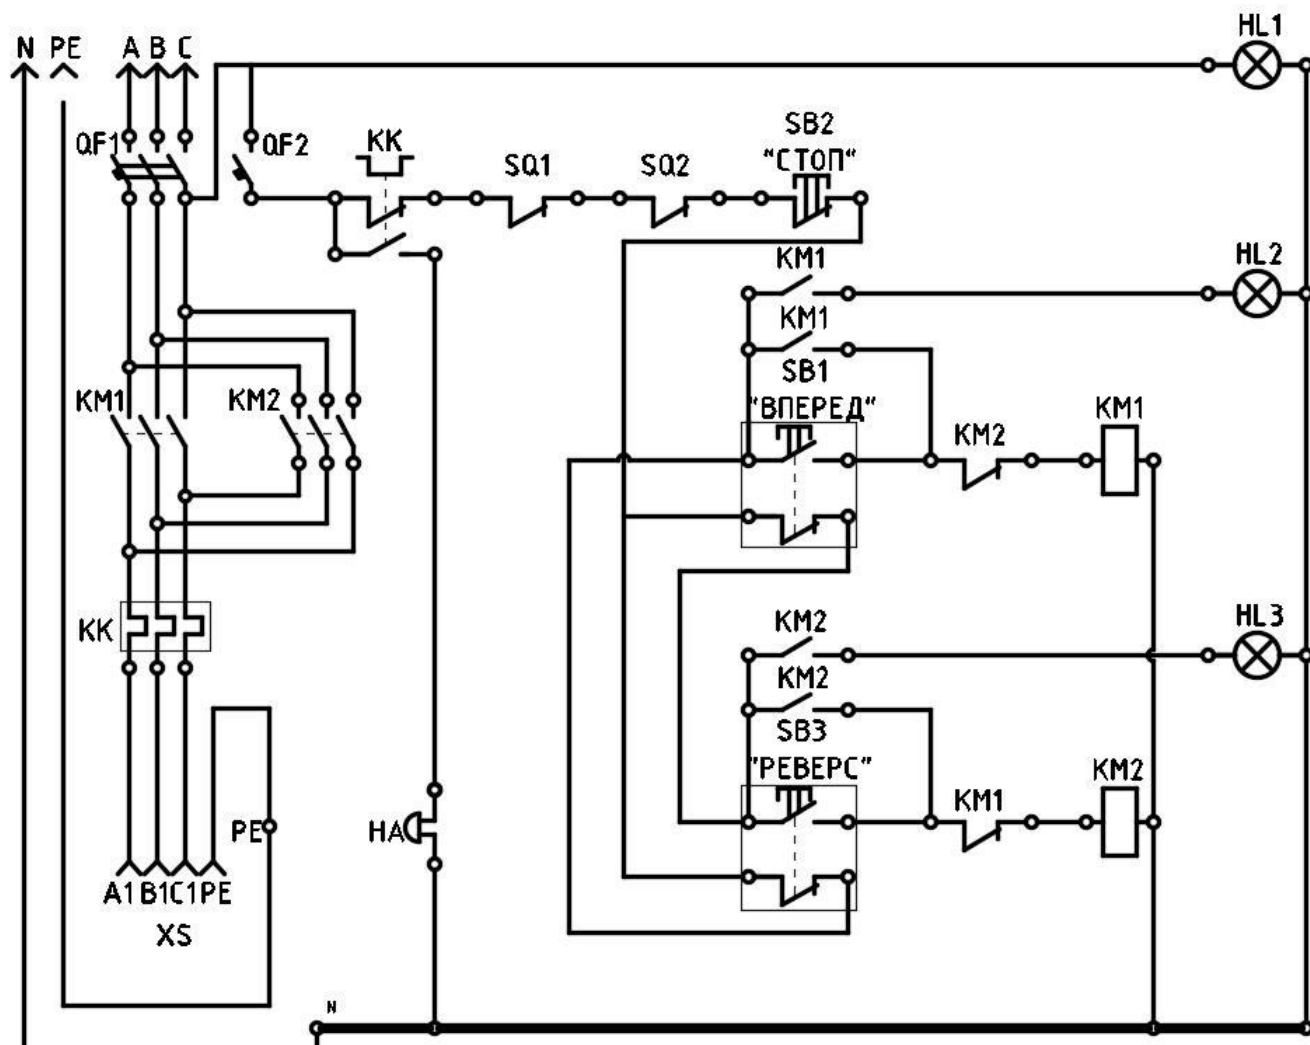 N PE A B C
HL1
QF1
QF2
KK
SQ1
SQ2
SB2
"СТОП"
KM1
HL2
KM1
SB1
"ВПЕРЕД"
KM1
KM2
KM2
KM1
KK
KM2
HL3
KM2
SB3
"РЕВЕРС"
KM1
KM2
HA
PE
A1 B1 C1 PE
XS
N